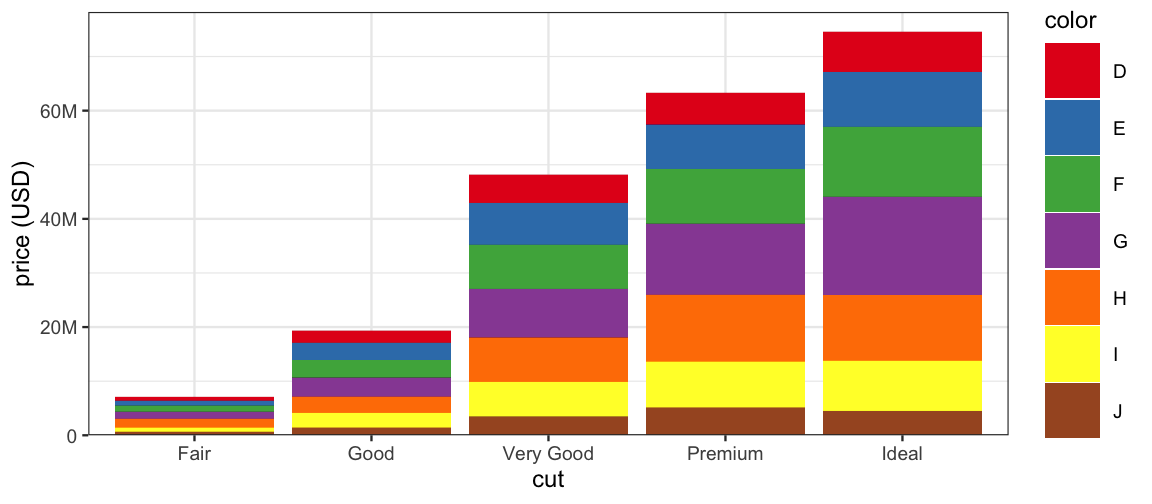 price (USD)
60M
40M
20M
0
Fair
Good
Very Good
Premium
Ideal
cut
color
D
E
F
G
H
I
J